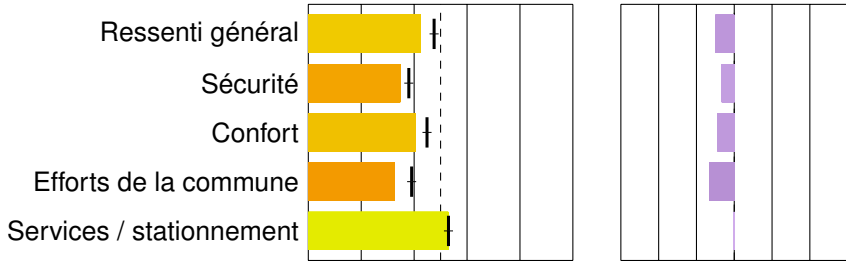 Ressenti général
Sécurité
Confort
Efforts de la commune
Services / stationnement